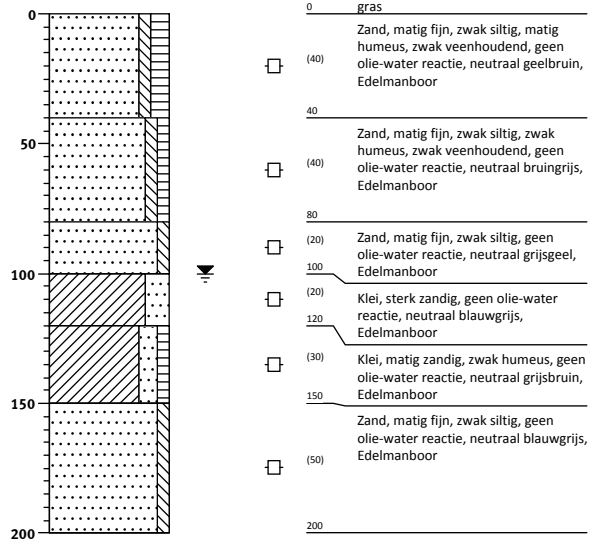 0
50
100
150
200
0
gras
(40)
Zand, matig fijn, zwak siltig, matig
humeus, zwak veenhoudend, geen
olie-water reactie, neutraal geelbruin,
Edelmanboor
40
(40)
Zand, matig fijn, zwak siltig, zwak
humeus, zwak veenhoudend, geen
olie-water reactie, neutraal bruingrijs,
Edelmanboor
80
(20)
Zand, matig fijn, zwak siltig, geen
olie-water reactie, neutraal grijsgeel,
Edelmanboor
100
(20)
Klei, sterk zandig, geen olie-water
reactie, neutraal blauwgrijs,
Edelmanboor
120
(30)
Klei, matig zandig, zwak humeus, geen
olie-water reactie, neutraal grijsbruin,
Edelmanboor
150
(50)
Zand, matig fijn, zwak siltig, geen
olie-water reactie, neutraal blauwgrijs,
Edelmanboor
200